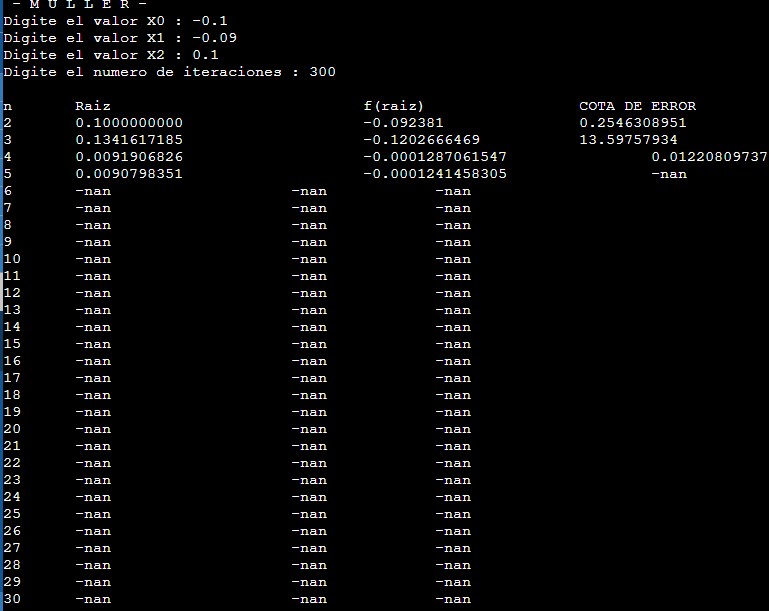 - M U L L E R -
Digite el valor X0 : -0.1
Digite el valor X1 : -0.09
Digite el valor X2 : 0.1
Digite el numero de iteraciones : 300
n Raiz f(raiz) COTA DE ERROR
2 0.1000000000 -0.092381 0.2546308951
3 0.1341617185 -0.1202666469 13.59757934
4 0.0091906826 -0.0001287061547 0.01220809737
5 0.0090798351 -0.0001241458305 -nan
6 -nan -nan -nan
7 -nan -nan -nan
8 -nan -nan -nan
9 -nan -nan -nan
10 -nan -nan -nan
11 -nan -nan -nan
12 -nan -nan -nan
13 -nan -nan -nan
14 -nan -nan -nan
15 -nan -nan -nan
16 -nan -nan -nan
17 -nan -nan -nan
18 -nan -nan -nan
19 -nan -nan -nan
20 -nan -nan -nan
21 -nan -nan -nan
22 -nan -nan -nan
23 -nan -nan -nan
24 -nan -nan -nan
25 -nan -nan -nan
26 -nan -nan -nan
27 -nan -nan -nan
28 -nan -nan -nan
29 -nan -nan -nan
30 -nan -nan -nan